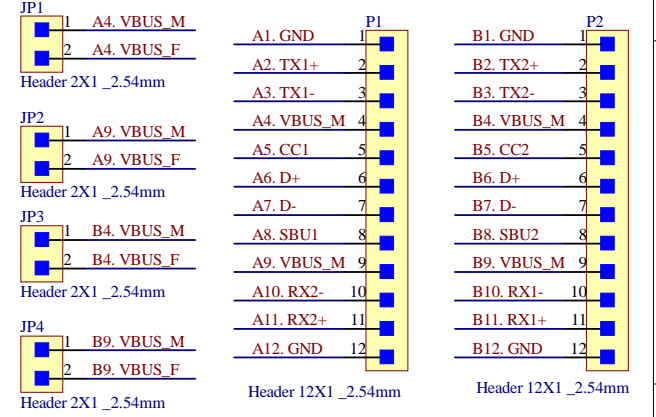 JP1
1 A4. VBUS_M
2 A4. VBUS_F
Header 2X1 _2.54mm
JP2
1 A9. VBUS_M
2 A9. VBUS_F
Header 2X1 _2.54mm
JP3
1 B4. VBUS_M
2 B4. VBUS_F
Header 2X1 _2.54mm
JP4
1 B9. VBUS_M
2 B9. VBUS_F
Header 2X1 _2.54mm
P1
A1. GND 1
A2. TX1+ 2
A3. TX1- 3
A4. VBUS_M 4
A5. CC1 5
A6. D+ 6
A7. D- 7
A8. SBU1 8
A9. VBUS_M 9
A10. RX2- 10
A11. RX2+ 11
A12. GND 12
Header 12X1 _2.54mm
P2
B1. GND 1
B2. TX2+ 2
B3. TX2- 3
B4. VBUS_M 4
B5. CC2 5
B6. D+ 6
B7. D- 7
B8. SBU2 8
B9. VBUS_M 9
B10. RX1- 10
B11. RX1+ 11
B12. GND 12
Header 12X1 _2.54mm